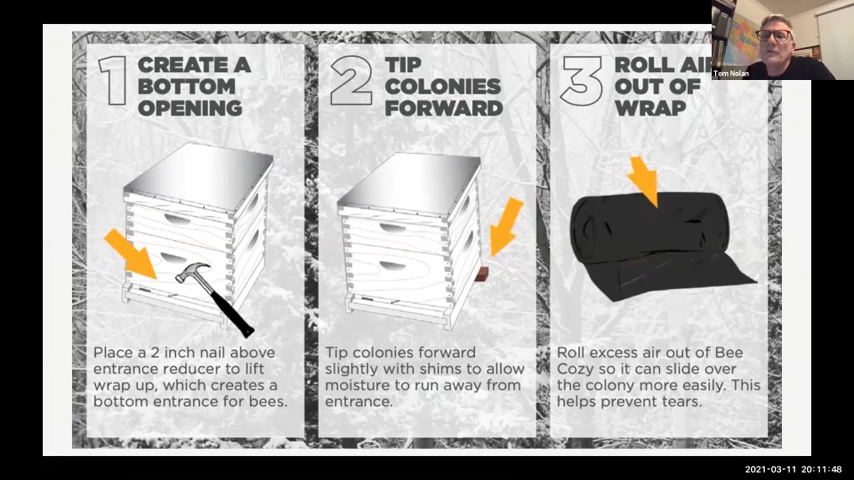 1
CREATE A
BOTTOM
OPENING
Place a 2 inch nail above
entrance reducer to lift
wrap up, which creates a
bottom entrance for bees.
2
TIP
COLONIES
FORWARD
Tip colonies forward
slightly with shims to allow
moisture to run away from
entrance.
3
ROLL AIR
OUT OF
WRAP
Roll excess air out of Bee
Cozy so it can slide over
the colony more easily. This
helps prevent tears.
Tom Nolan
2021-03-11 20:11:48